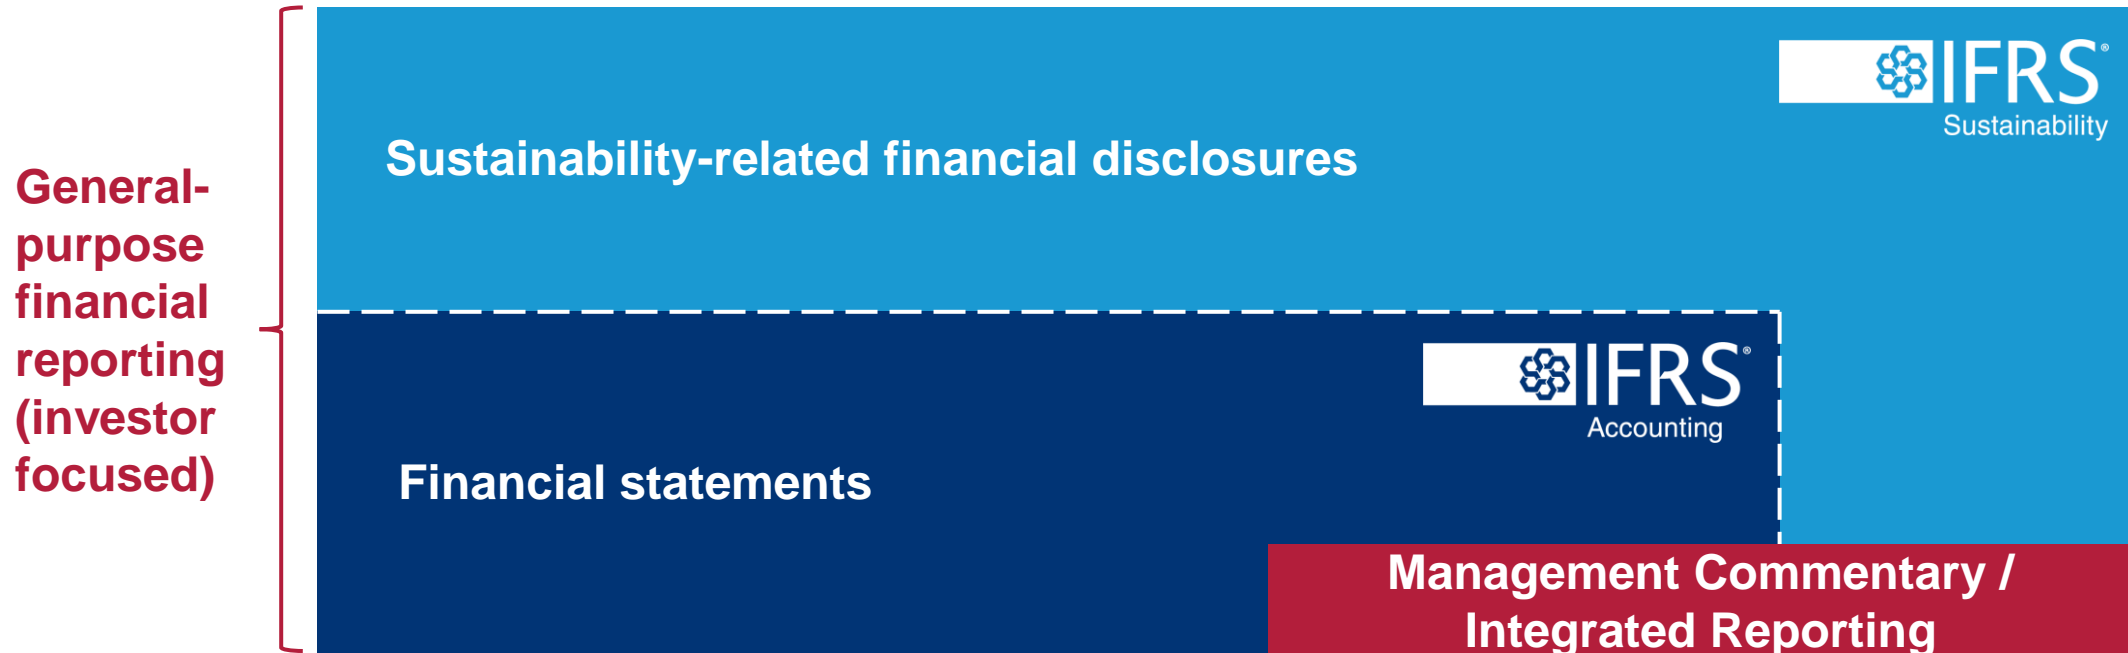 General-
purpose
financial
reporting
(investor
focused)
IFRS®
Sustainability
Sustainability-related financial disclosures
IFRS®
Accounting
Financial statements
Management Commentary /
Integrated Reporting